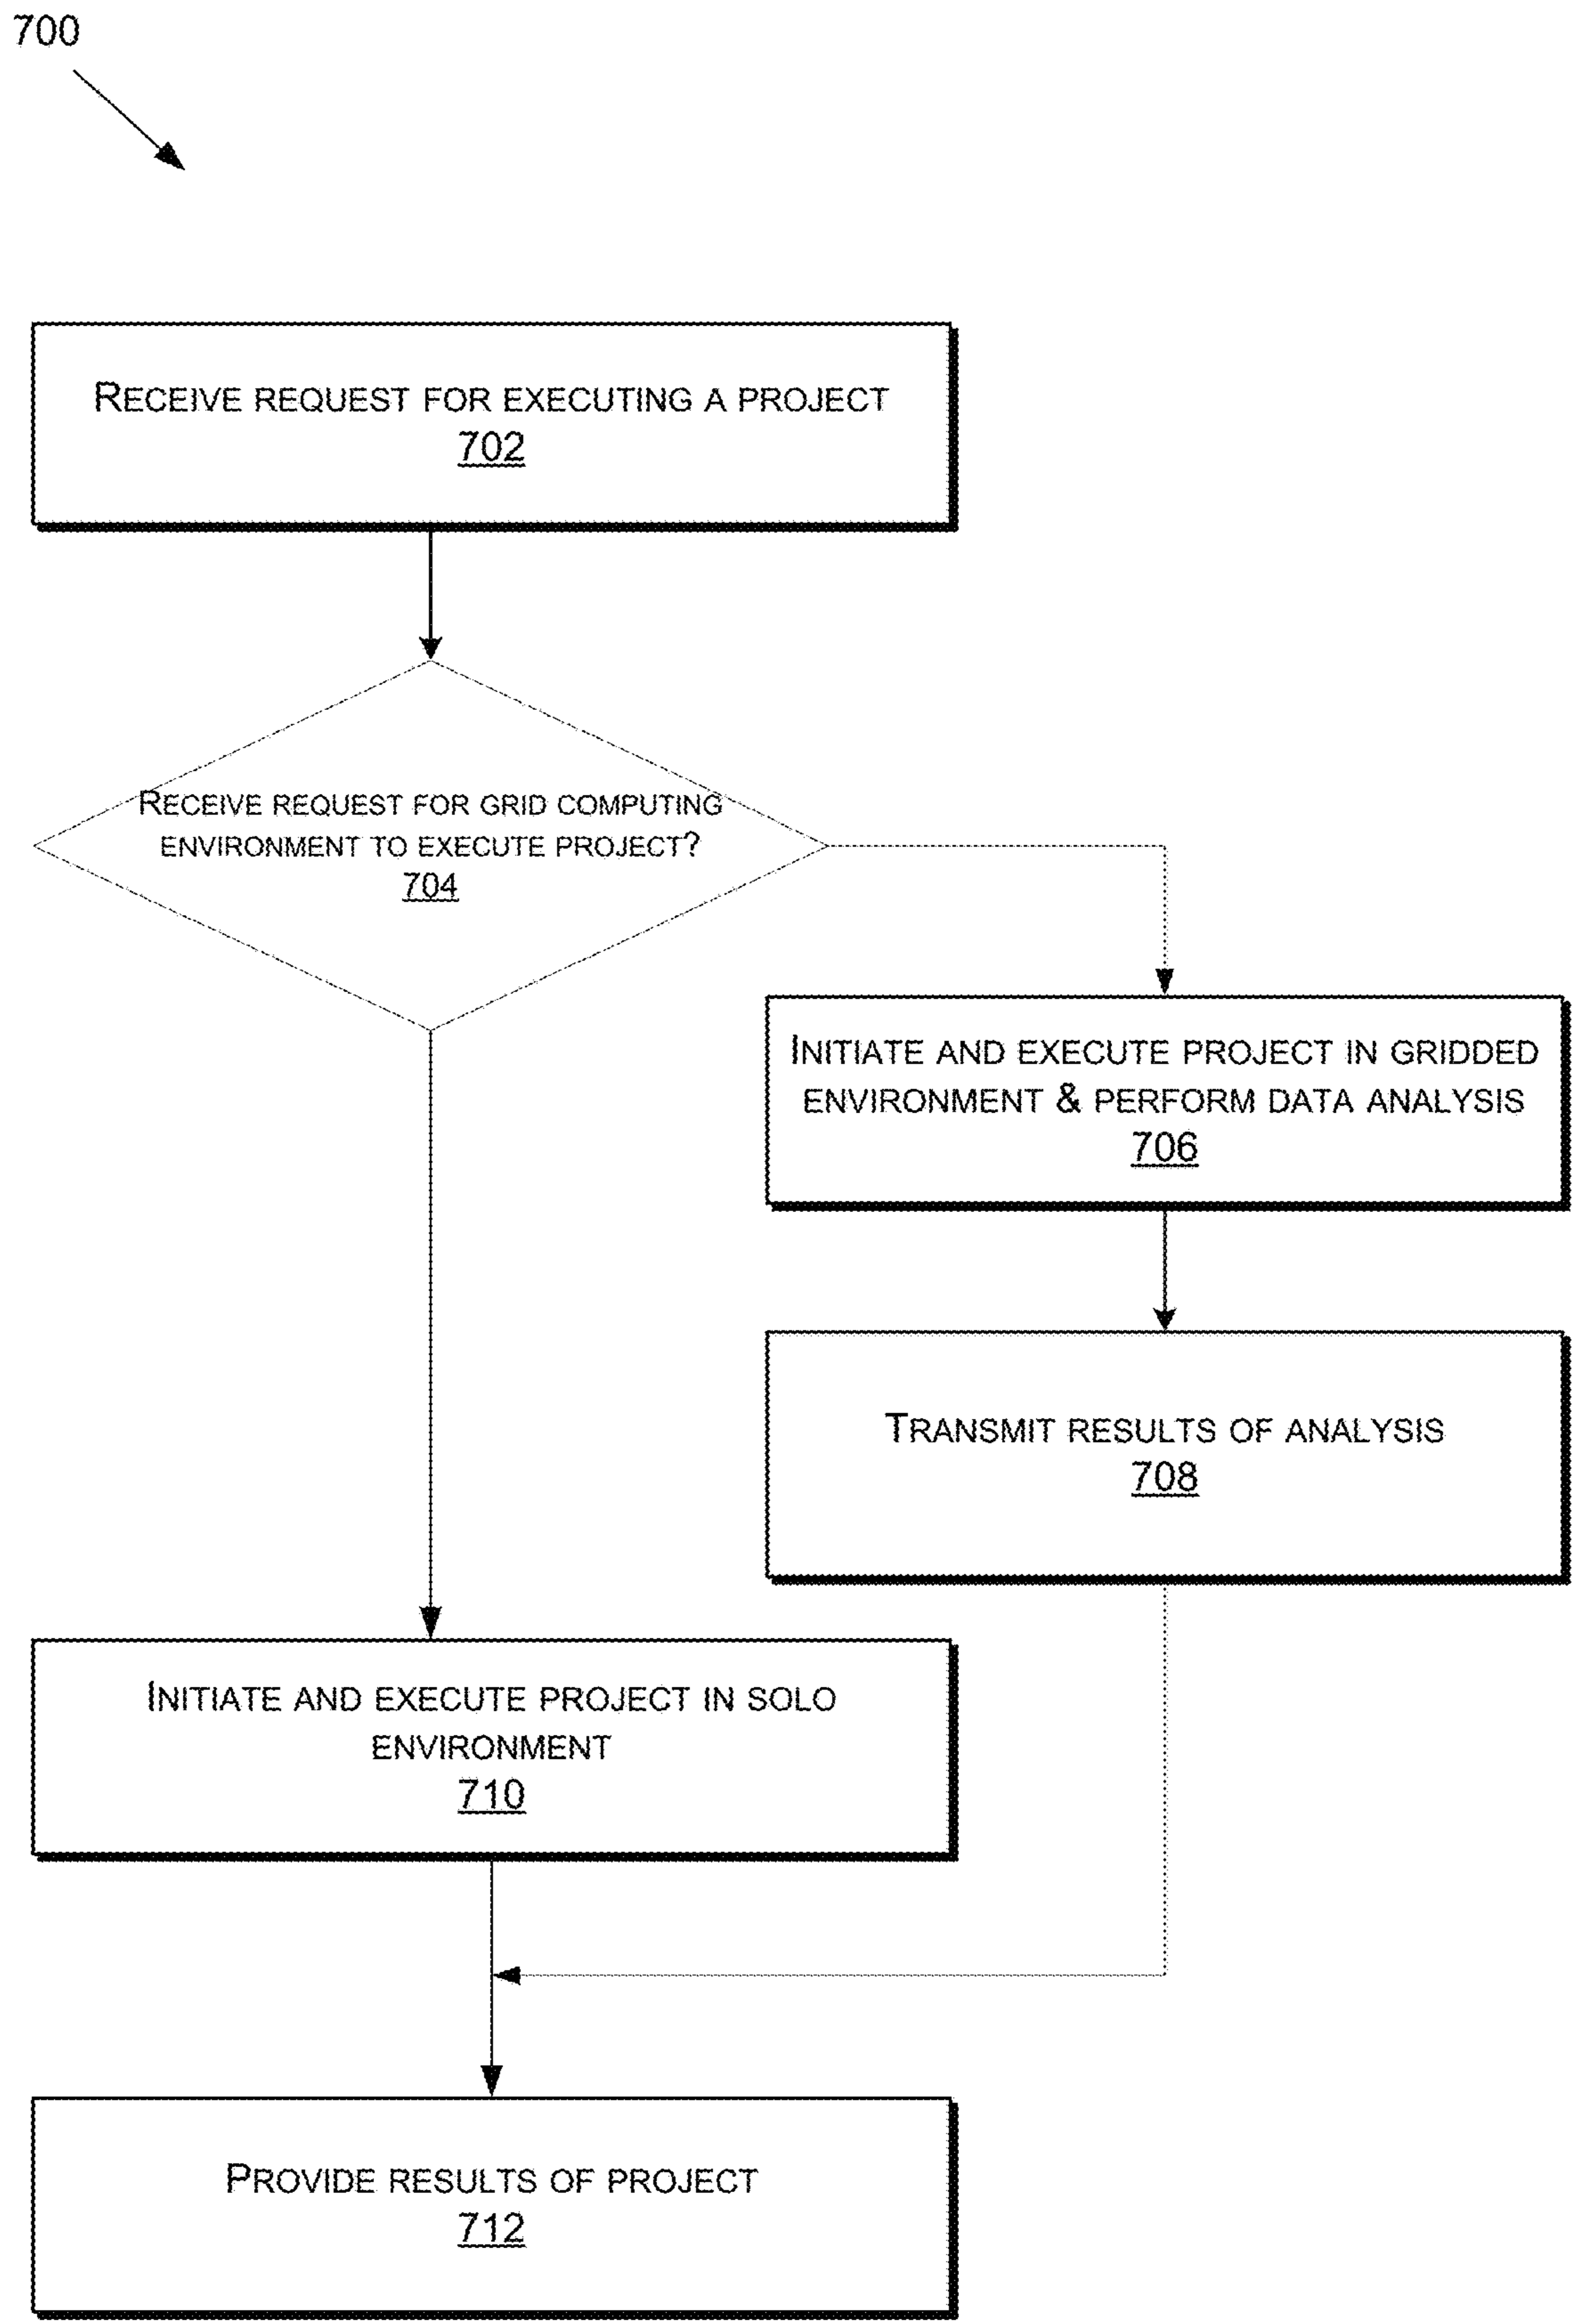 700
RECEIVE REQUEST FOR EXECUTING A PROJECT
702
RECEIVE REQUEST FOR GRID COMPUTING
ENVIRONMENT TO EXECUTE PROJECT?
704
INITIATE AND EXECUTE PROJECT IN GRIDDED
ENVIRONMENT & PERFORM DATA ANALYSIS
706
TRANSMIT RESULTS OF ANALYSIS
708
INITIATE AND EXECUTE PROJECT IN SOLO
ENVIRONMENT
710
PROVIDE RESULTS OF PROJECT
712